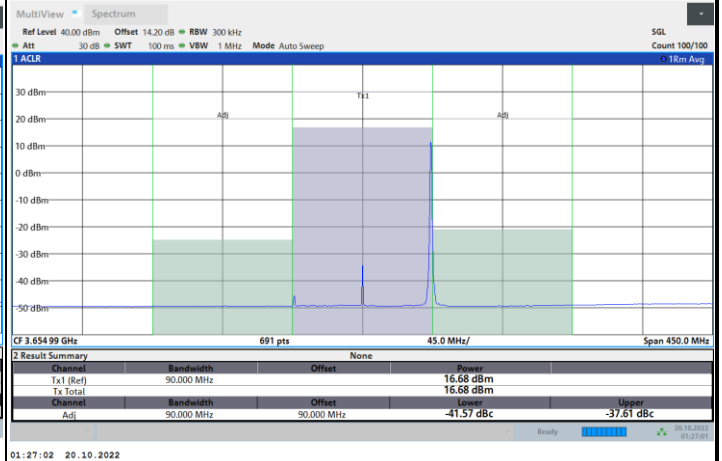 MultiView Spectrum
Ref Level 40.00 dBm Offset 14.20 dB RBW 300 kHz SGL
Att 30 dB SWT 100 ms VBW 1 MHz Mode Auto Sweep Count 100/100
1 ACLR 1Rm Avg
30 dBm
Tx1
20 dBm
Adj Adj
10 dBm
0 dBm
-10 dBm
-20 dBm
-30 dBm
-40 dBm
-50 dBm
CF 3.654 99 GHz 691 pts 45.0 MHz/ Span 450.0 MHz
2 Result Summary None
Channel Bandwidth Offset Power
Tx1 (Ref) 90.000 MHz 16.68 dBm
Tx Total 16.68 dBm
Channel Bandwidth Offset Lower Upper
Adj 90.000 MHz 90.000 MHz -41.57 dBc -37.61 dBc
Ready 20.10.2022
01:27:01
01:27:02 20.10.2022